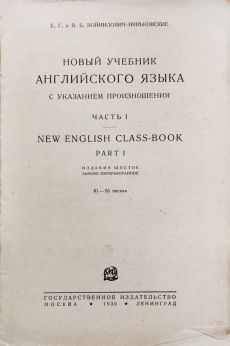 Е. Г. и В. Б. ВОЙНИЛОВИЧ-НЯНЬКОВСКИЕ
НОВЫЙ УЧЕБНИК
АНГЛИЙСКОГО ЯЗЫКА
С УКАЗАНИЕМ ПРОИЗНОШЕНИЯ
ЧАСТЬ I
NEW ENGLISH CLASS-BOOK
PART I
ИЗДАНИЕ ШЕСТОЕ
ЗАНОВО ПЕРЕРАБОТАННОЕ
тысяча
ГОСУДАРСТВЕННОЕ ИЗДАТЕЛЬСТВО
МОСКВА • 1930 • ЛЕНИНГРАД